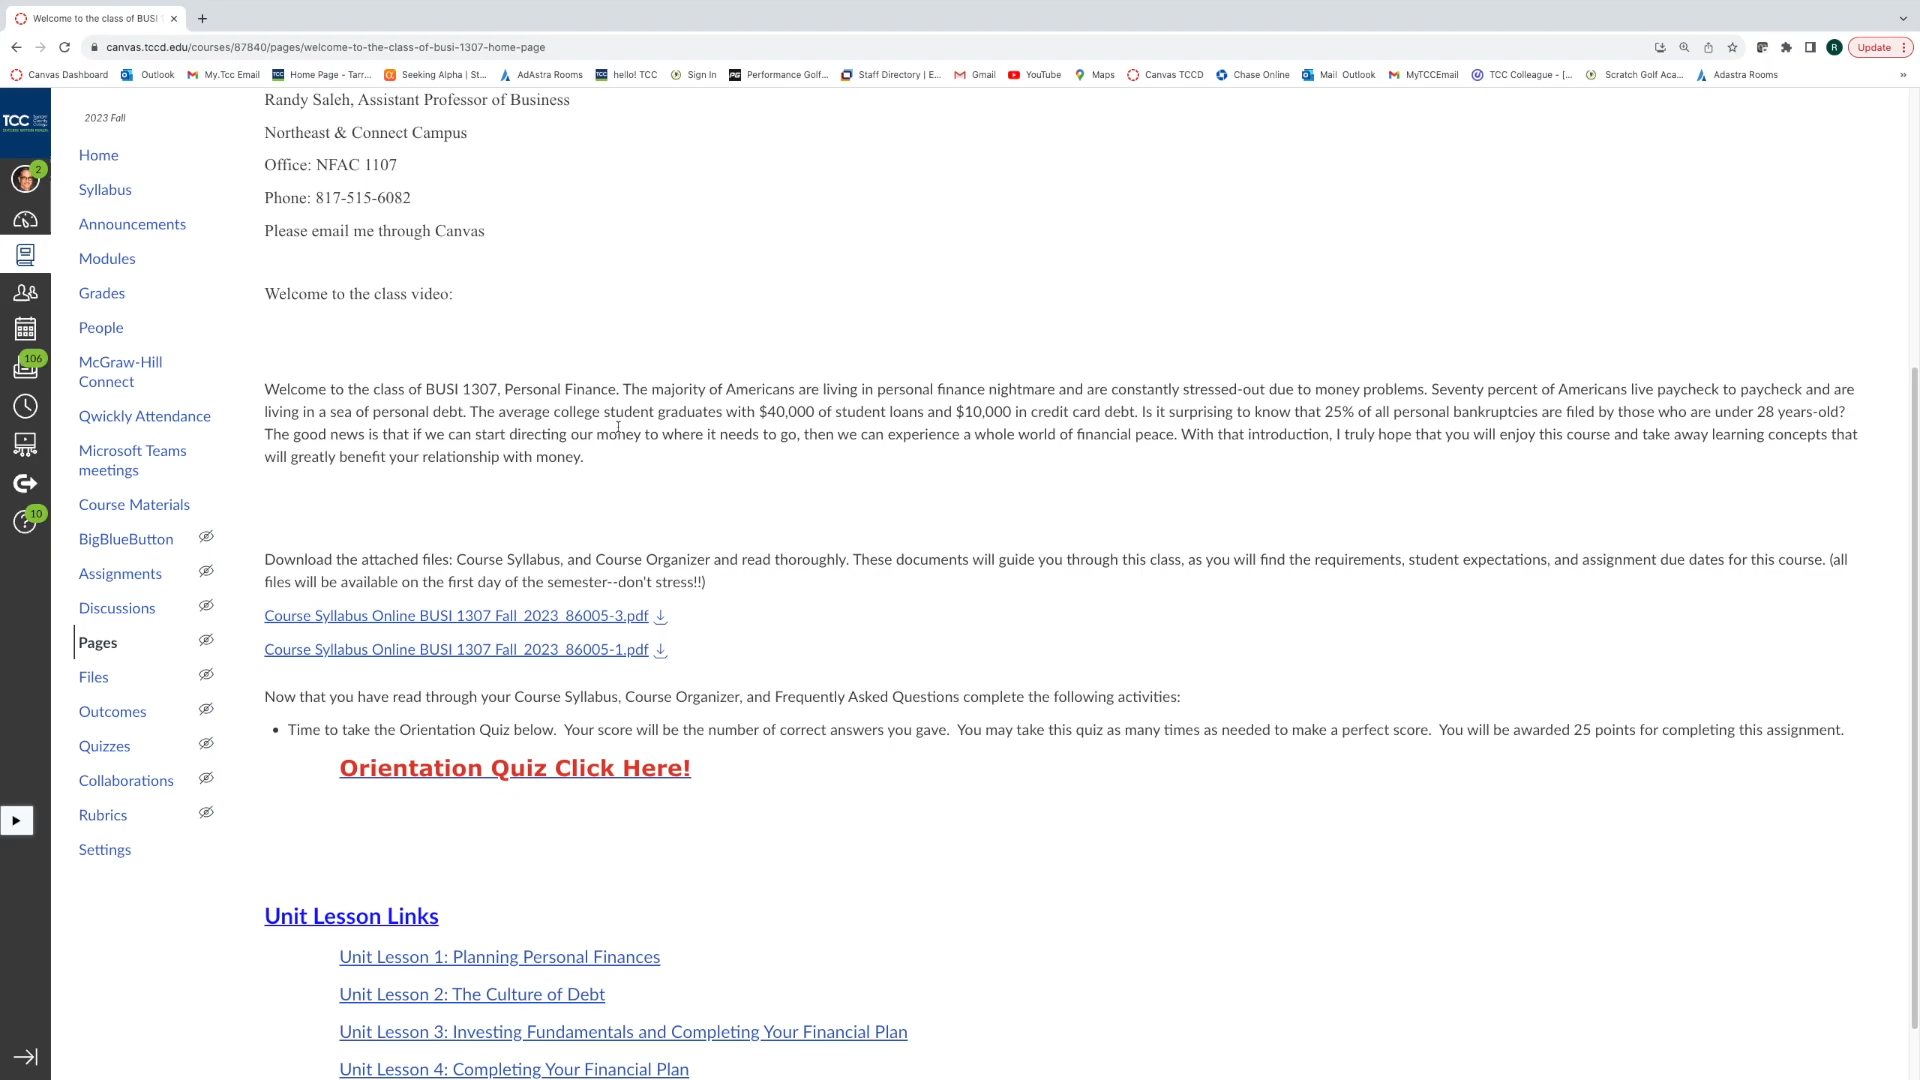 Welcome to the class of BUSI
canvas.tccd.edu/courses/87840/pages/welcome-to-the-class-of-busi-1307-home-page
Update
Canvas Dashboard Outlook My.Tcc Email Home Page - Tarr... Seeking Alpha | St... AdAstra Rooms hello! TCC Sign In Performance Golf... Staff Directory | E... Gmail YouTube Maps Canvas TCCD Chase Online Mail Outlook MyTCCEmail TCC Colleague - [... Scratch Golf Aca... Adastra Rooms
TCC
2
106
10
2023 Fall
Home
Syllabus
Announcements
Modules
Grades
People
McGraw-Hill
Connect
Qwickly Attendance
Microsoft Teams
meetings
Course Materials
BigBlueButton
Assignments
Discussions
Pages
Files
Outcomes
Quizzes
Collaborations
Rubrics
Settings
Randy Saleh, Assistant Professor of Business
Northeast & Connect Campus
Office: NFAC 1107
Phone: 817-515-6082
Please email me through Canvas
Welcome to the class video:
Welcome to the class of BUSI 1307, Personal Finance. The majority of Americans are living in personal finance nightmare and are constantly stressed-out due to money problems. Seventy percent of Americans live paycheck to paycheck and are
living in a sea of personal debt. The average college student graduates with $40,000 of student loans and $10,000 in credit card debt. Is it surprising to know that 25% of all personal bankruptcies are filed by those who are under 28 years-old?
The good news is that if we can start directing our money to where it needs to go, then we can experience a whole world of financial peace. With that introduction, I truly hope that you will enjoy this course and take away learning concepts that
will greatly benefit your relationship with money.
Download the attached files: Course Syllabus, and Course Organizer and read thoroughly. These documents will guide you through this class, as you will find the requirements, student expectations, and assignment due dates for this course. (all
files will be available on the first day of the semester--don't stress!!)
Course Syllabus Online BUSI 1307 Fall_2023_86005-3.pdf
Course Syllabus Online BUSI 1307 Fall_2023_86005-1.pdf
Now that you have read through your Course Syllabus, Course Organizer, and Frequently Asked Questions complete the following activities:
• Time to take the Orientation Quiz below. Your score will be the number of correct answers you gave. You may take this quiz as many times as needed to make a perfect score. You will be awarded 25 points for completing this assignment.
Orientation Quiz Click Here!
Unit Lesson Links
Unit Lesson 1: Planning Personal Finances
Unit Lesson 2: The Culture of Debt
Unit Lesson 3: Investing Fundamentals and Completing Your Financial Plan
Unit Lesson 4: Completing Your Financial Plan